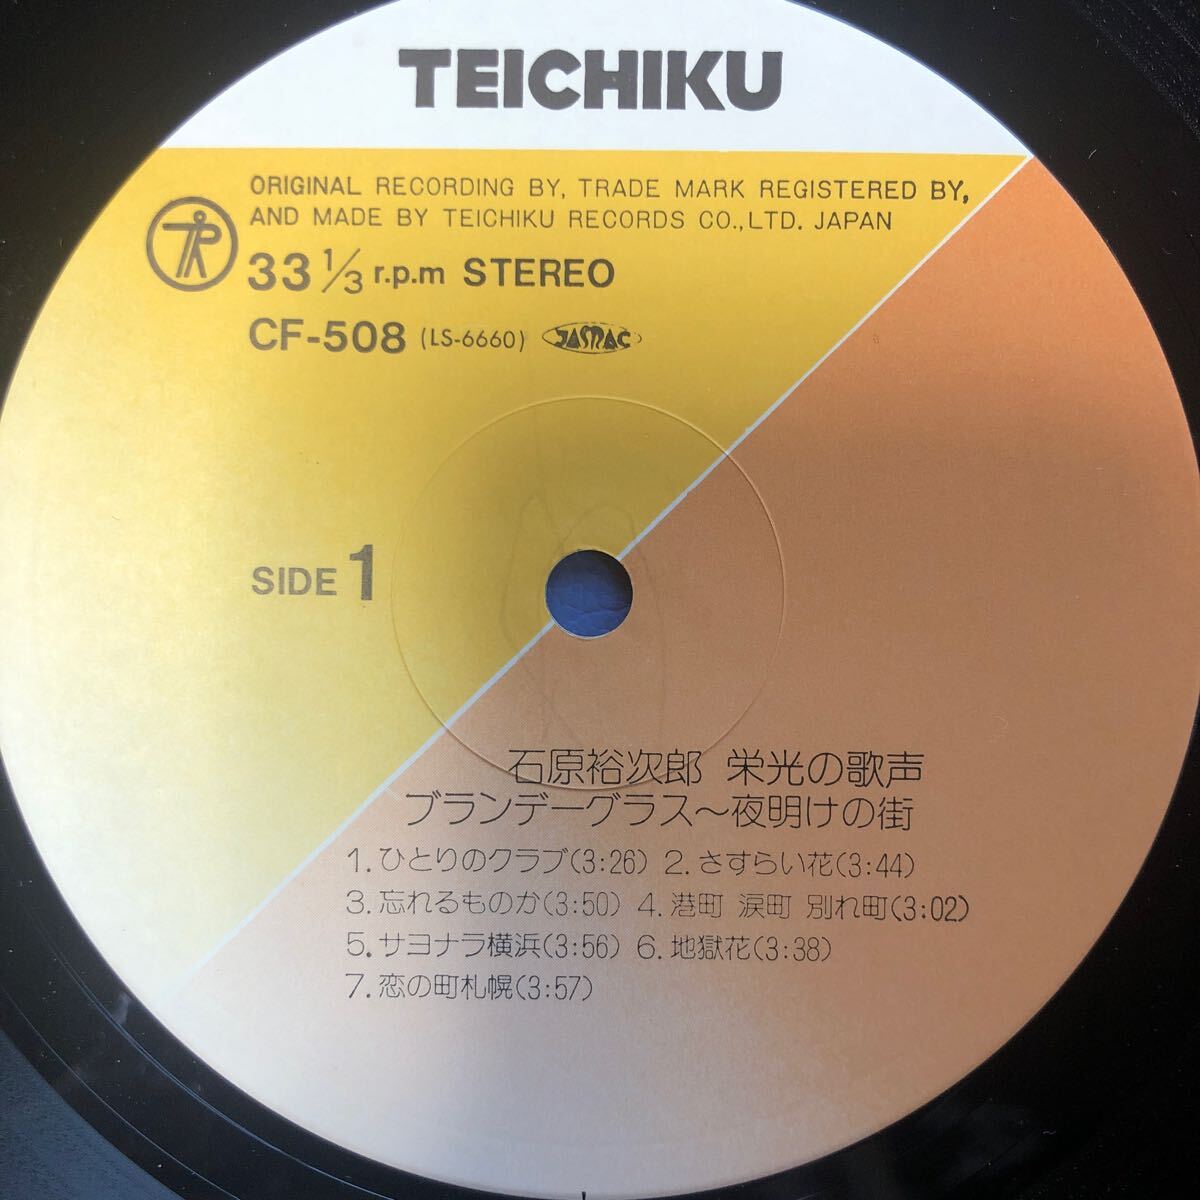 TEICHIKU
ORIGINAL RECORDING BY, TRADE MARK REGISTERED BY,
AND MADE BY TEICHIKU RECORDS CO.,LTD. JAPAN
33 1/3 r.p.m STEREO
CF-508 (LS-6660) JASRAC
SIDE 1
石原裕次郎 栄光の歌声
ブランデーグラス〜夜明けの街
1. ひとりのクラブ(3:26) 2. さすらい花(3:44)
3. 忘れるものか(3:50) 4. 港町 涙町 別れ町(3:02)
5. サヨナラ横浜(3:56) 6. 地獄花(3:38)
7. 恋の町札幌(3:57)